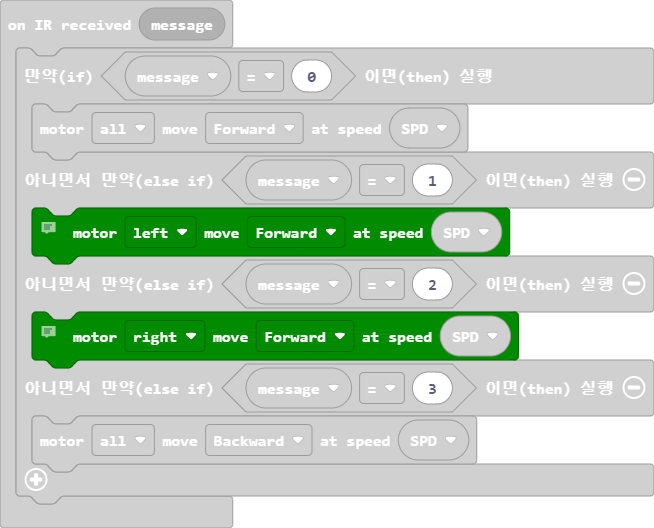 on IR received message
만약(if) message = 0 이면(then) 실행
motor all move Forward at speed SPD
아니면서 만약(else if) message = 1 이면(then) 실행
motor left move Forward at speed SPD
아니면서 만약(else if) message = 2 이면(then) 실행
motor right move Forward at speed SPD
아니면서 만약(else if) message = 3 이면(then) 실행
motor all move Backward at speed SPD